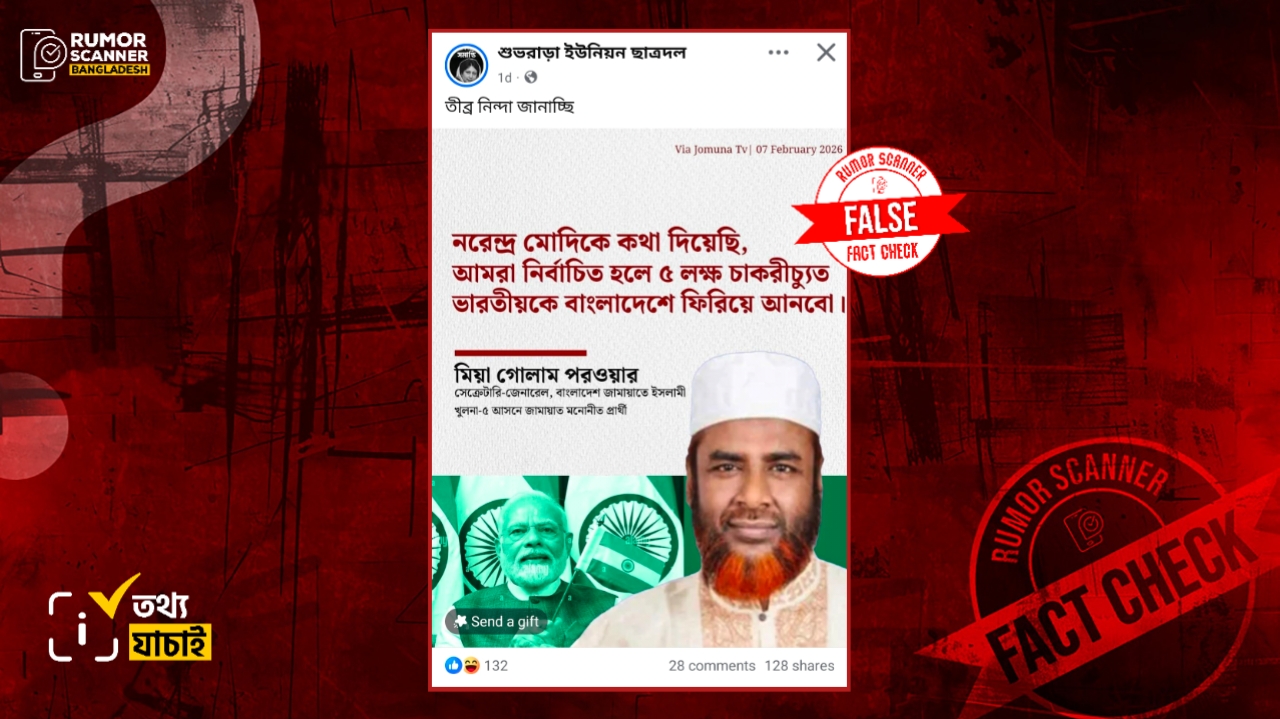 RUMOR
SCANNER
BANGLADESH
শুভরাড়া ইউনিয়ন ছাত্রদল
1d
তীব্র নিন্দা জানাচ্ছি
Via Jomuna Tv| 07 February 2026
নরেন্দ্র মোদিকে কথা দিয়েছি,
আমরা নির্বাচিত হলে ৫ লক্ষ চাকরীচ্যুত
ভারতীয়কে বাংলাদেশে ফিরিয়ে আনবো।
মিয়া গোলাম পরওয়ার
সেক্রেটারি-জেনারেল, বাংলাদেশ জামায়াতে ইসলামী
খুলনা-৫ আসনে জামায়াত মনোনীত প্রার্থী
Send a gift
132
28 comments 128 shares
RUMOR SCANNER
FALSE
FACT CHECK
তথ্য
যাচাই
RUMOR SCANNER
FACT CHECK